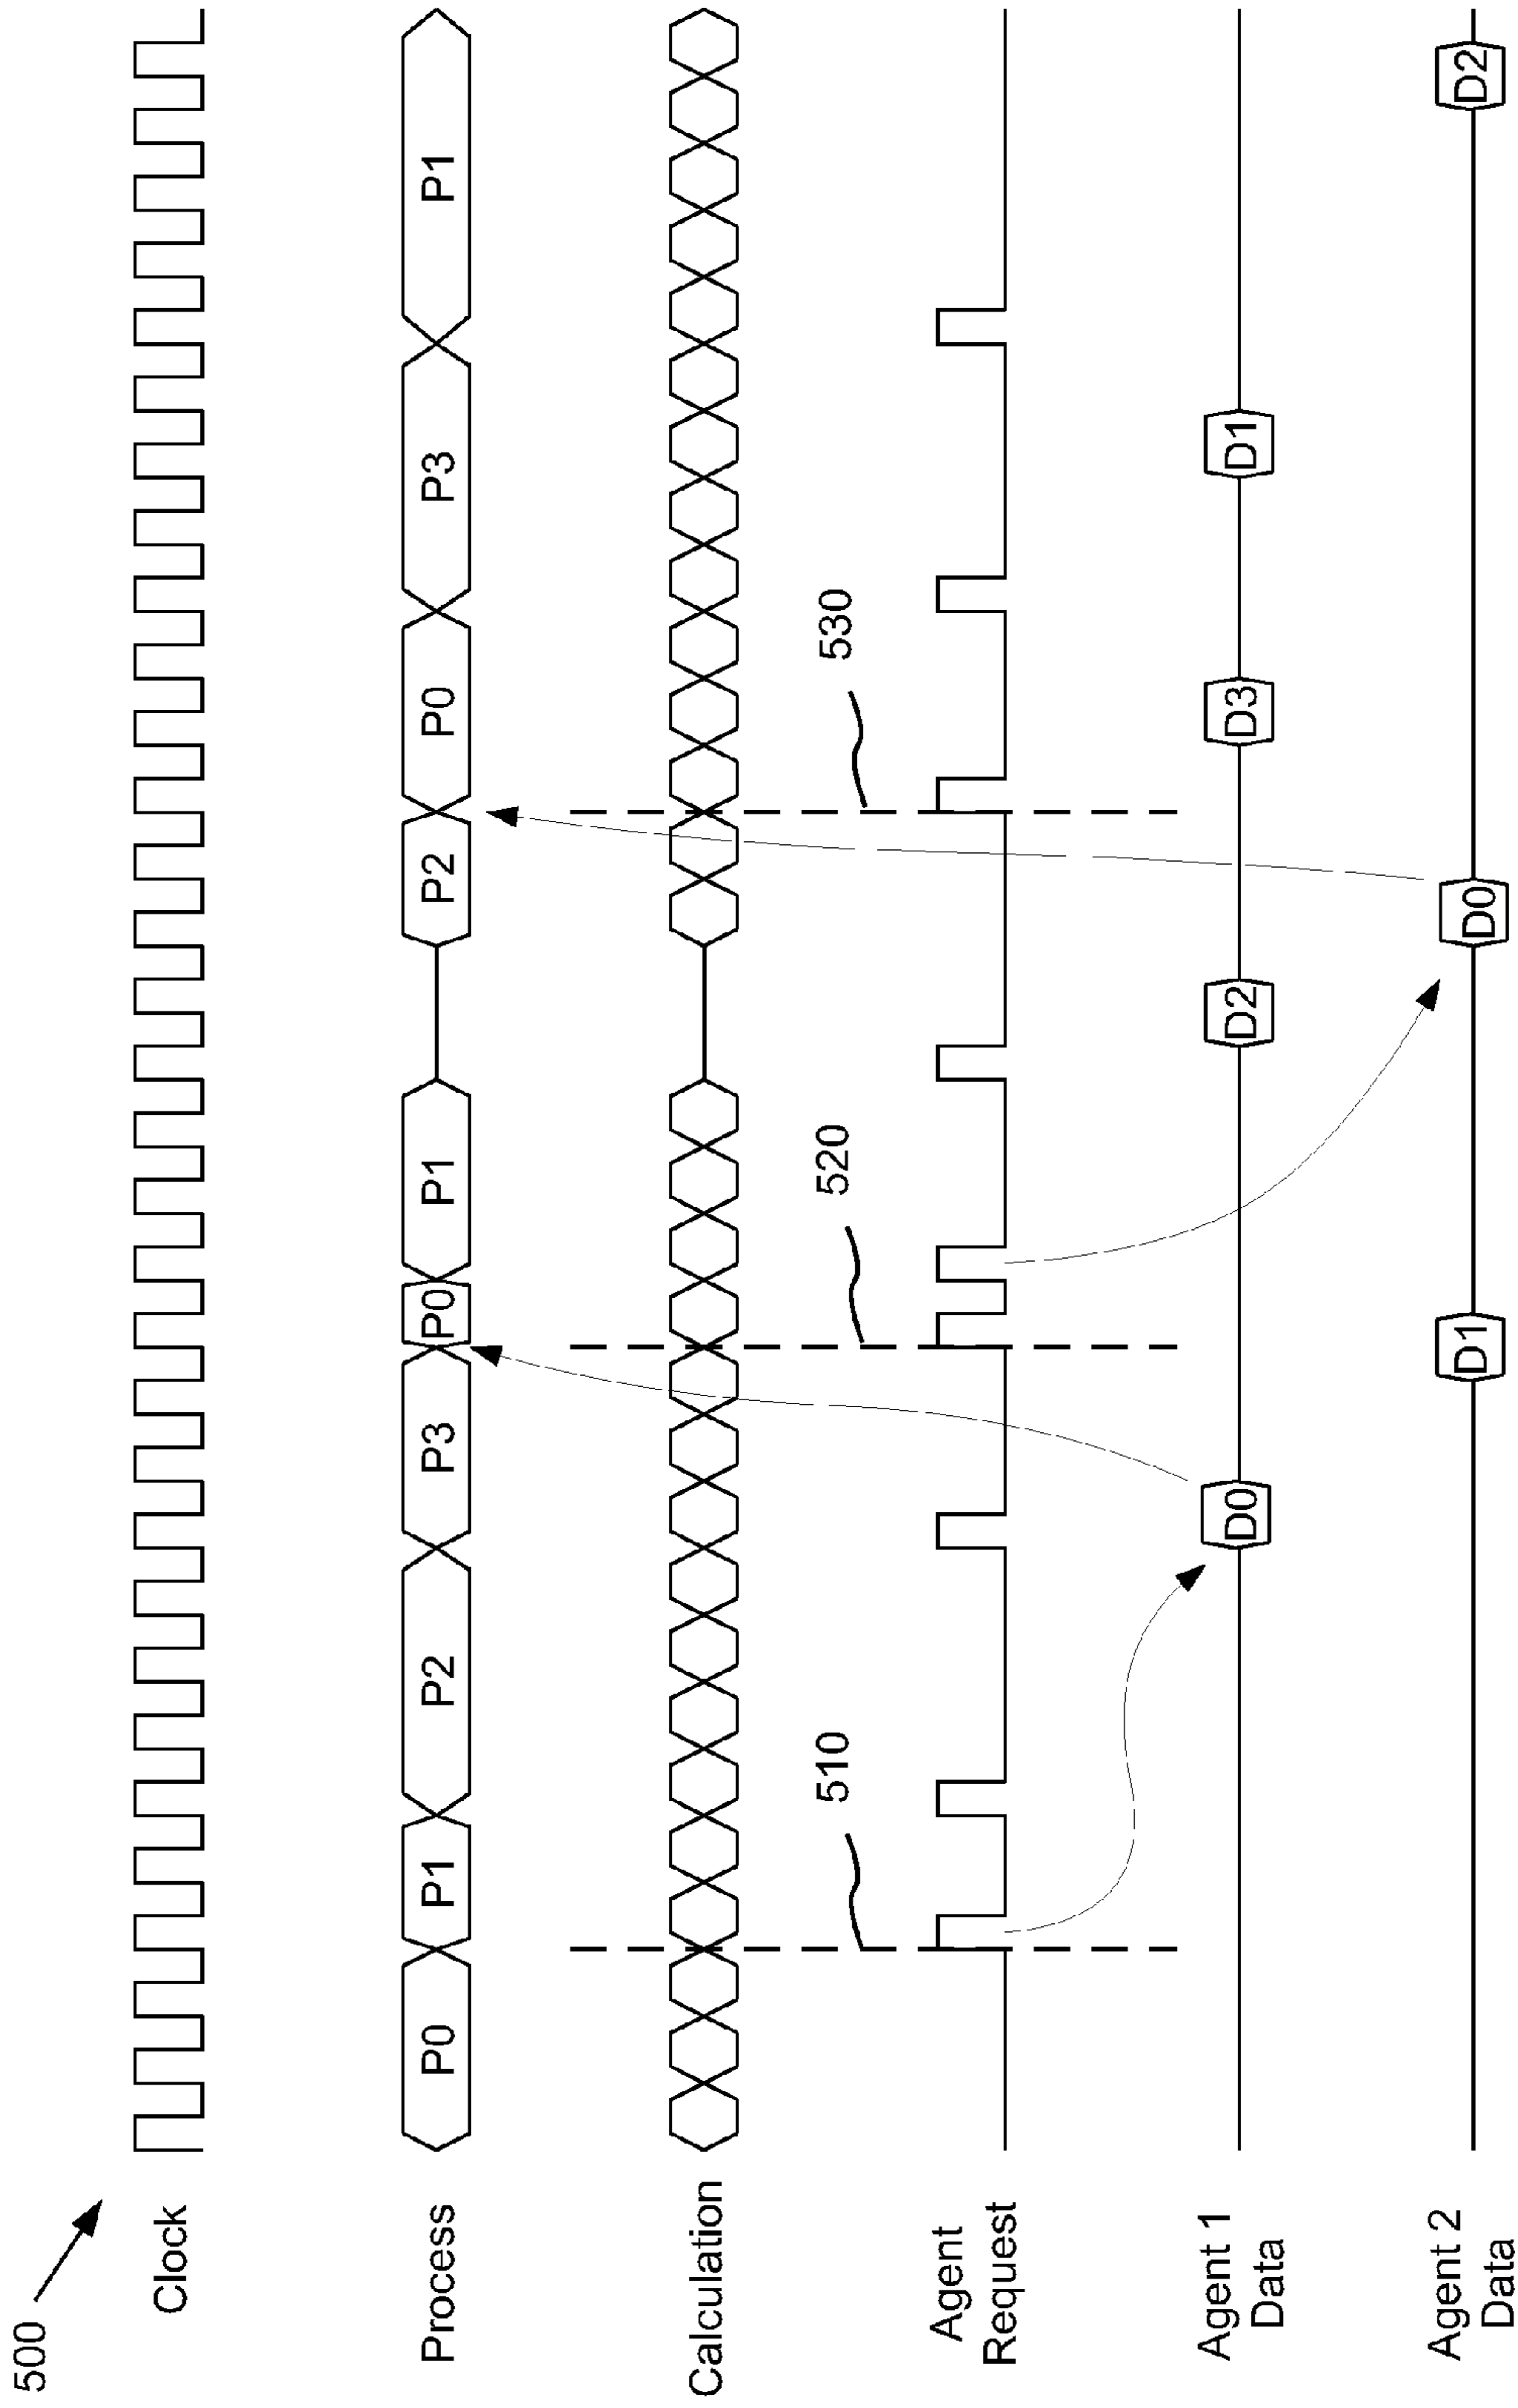 500
Clock
Process
P0
P1
P2
P3
P0
P1
P2
P0
P3
P1
Calculation
510
520
530
Agent
Request
Agent 1
Data
D0
D2
D3
D1
Agent 2
Data
D1
D0
D2